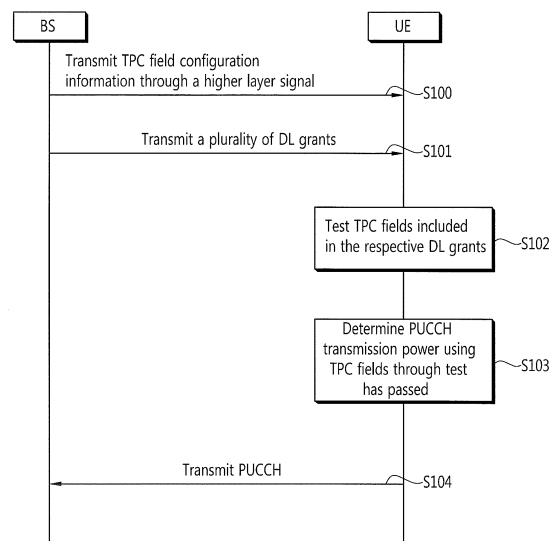 BS
UE
Transmit TPC field configuration
information through a higher layer signal
S100
Transmit a plurality of DL grants
S101
Test TPC fields included
in the respective DL grants
S102
Determine PUCCH
transmission power using
TPC fields through test
has passed
S103
Transmit PUCCH
S104